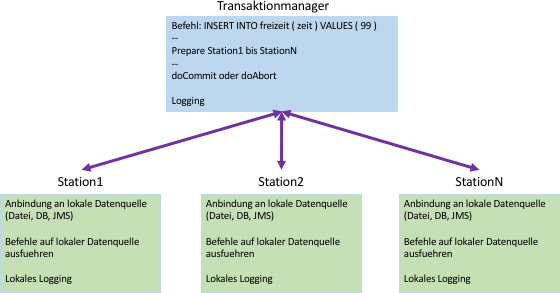 Transaktionmanager
Befehl: INSERT INTO freizeit ( zeit ) VALUES ( 99 )
--
Prepare Station1 bis StationN
--
doCommit oder doAbort
Logging
Station1
Anbindung an lokale Datenquelle
(Datei, DB, JMS)
Befehle auf lokaler Datenquelle
ausfuehren
Lokales Logging
Station2
Anbindung an lokale Datenquelle
(Datei, DB, JMS)
Befehle auf lokaler Datenquelle
ausfuehren
Lokales Logging
StationN
Anbindung an lokale Datenquelle
(Datei, DB, JMS)
Befehle auf lokaler Datenquelle
ausfuehren
Lokales Logging